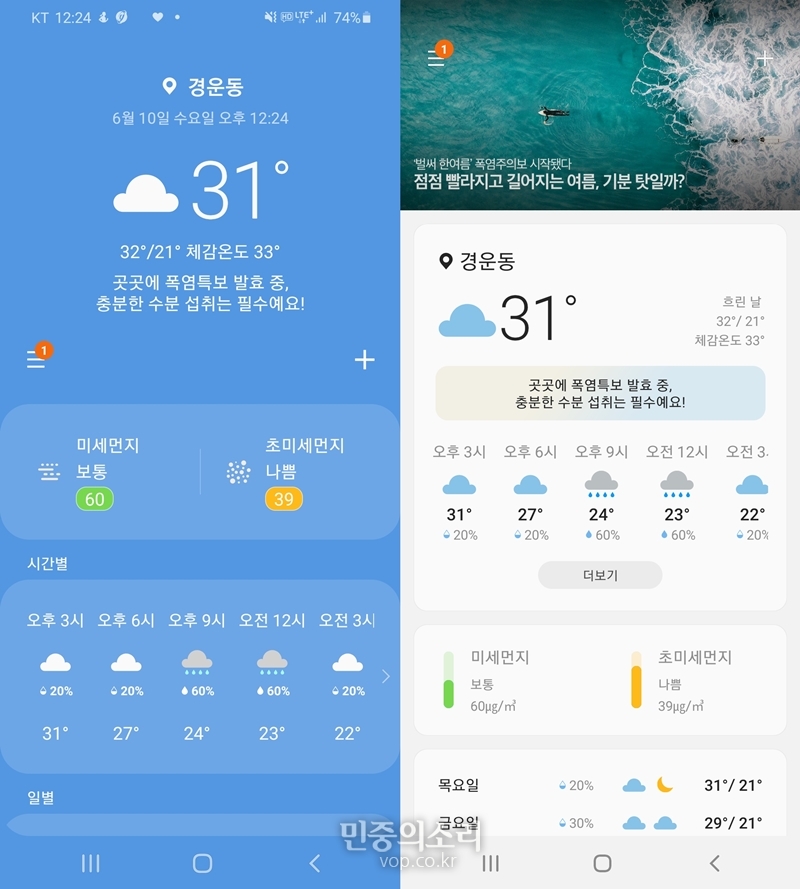 KT 12:24
LTE+ 74%
경운동
6월 10일 수요일 오후 12:24
31°
32°/21° 체감온도 33°
곳곳에 폭염특보 발효 중,
충분한 수분 섭취는 필수예요!
1
미세먼지
보통
60
초미세먼지
나쁨
39
시간별
오후 3시 오후 6시 오후 9시 오전 12시 오전 3시
20% 20% 60% 60% 20%
31° 27° 24° 23° 22°
일별
1
'벌써 한여름' 폭염주의보 시작됐다
점점 빨라지고 길어지는 여름, 기분 탓일까?
경운동
31°
흐린 날
32°/ 21°
체감온도 33°
곳곳에 폭염특보 발효 중,
충분한 수분 섭취는 필수예요!
오후 3시 오후 6시 오후 9시 오전 12시 오전 3
31° 27° 24° 23° 22°
20% 20% 60% 60% 20%
더보기
미세먼지
보통
60μg/㎥
초미세먼지
나쁨
39μg/㎥
목요일 20% 31°/ 21°
금요일 30% 29°/ 21°
민중의소리
vop.co.kr